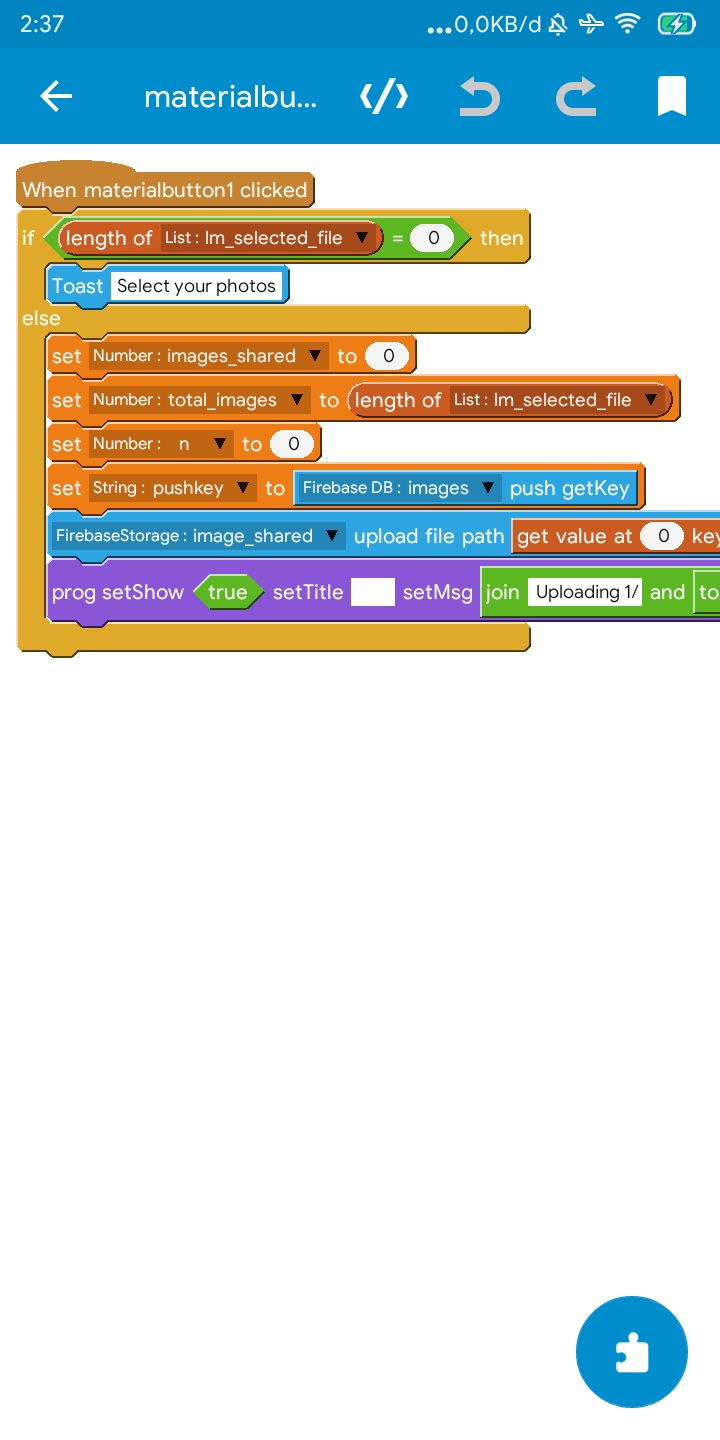 2:37 ...0,0KB/d
materialbu...
When materialbutton1 clicked
if length of List : lm_selected_file = 0 then
Toast Select your photos
else
set Number : images_shared to 0
set Number : total_images to length of List : lm_selected_file
set Number : n to 0
set String : pushkey to Firebase DB : images push getKey
FirebaseStorage : image_shared upload file path get value at 0 key
prog setShow true setTitle setMsg join Uploading 1/ and to